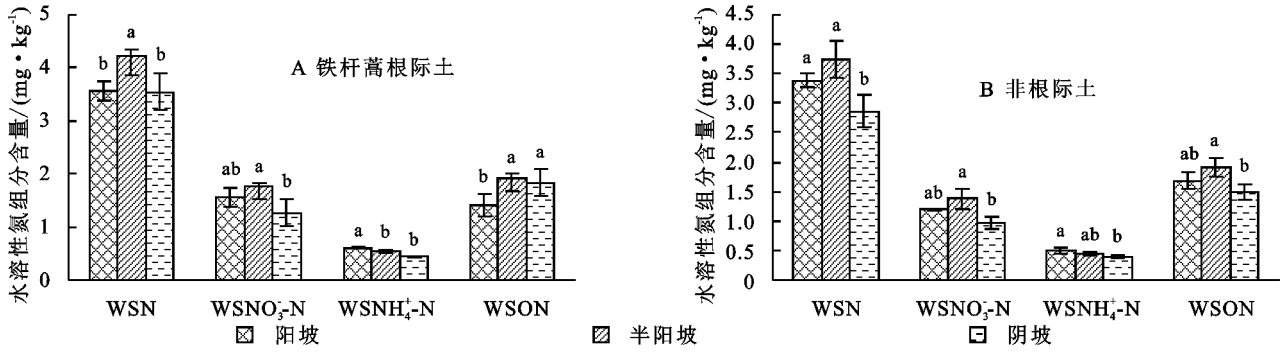 水溶性氮组分含量/(mg·kg⁻¹)
5
4
3
2
1
0
A 铁杆蒿根际土
b a b
ab a b
a b b
b a a
WSN WSNO₃⁻-N WSNH₄⁺-N WSON
水溶性氮组分含量/(mg·kg⁻¹)
4.5
4.0
3.5
3.0
2.5
2.0
1.5
1.0
0.5
0
B 非根际土
a a b
ab a b
a ab b
ab a b
WSN WSNO₃⁻-N WSNH₄⁺-N WSON
阳坡 半阳坡 阴坡